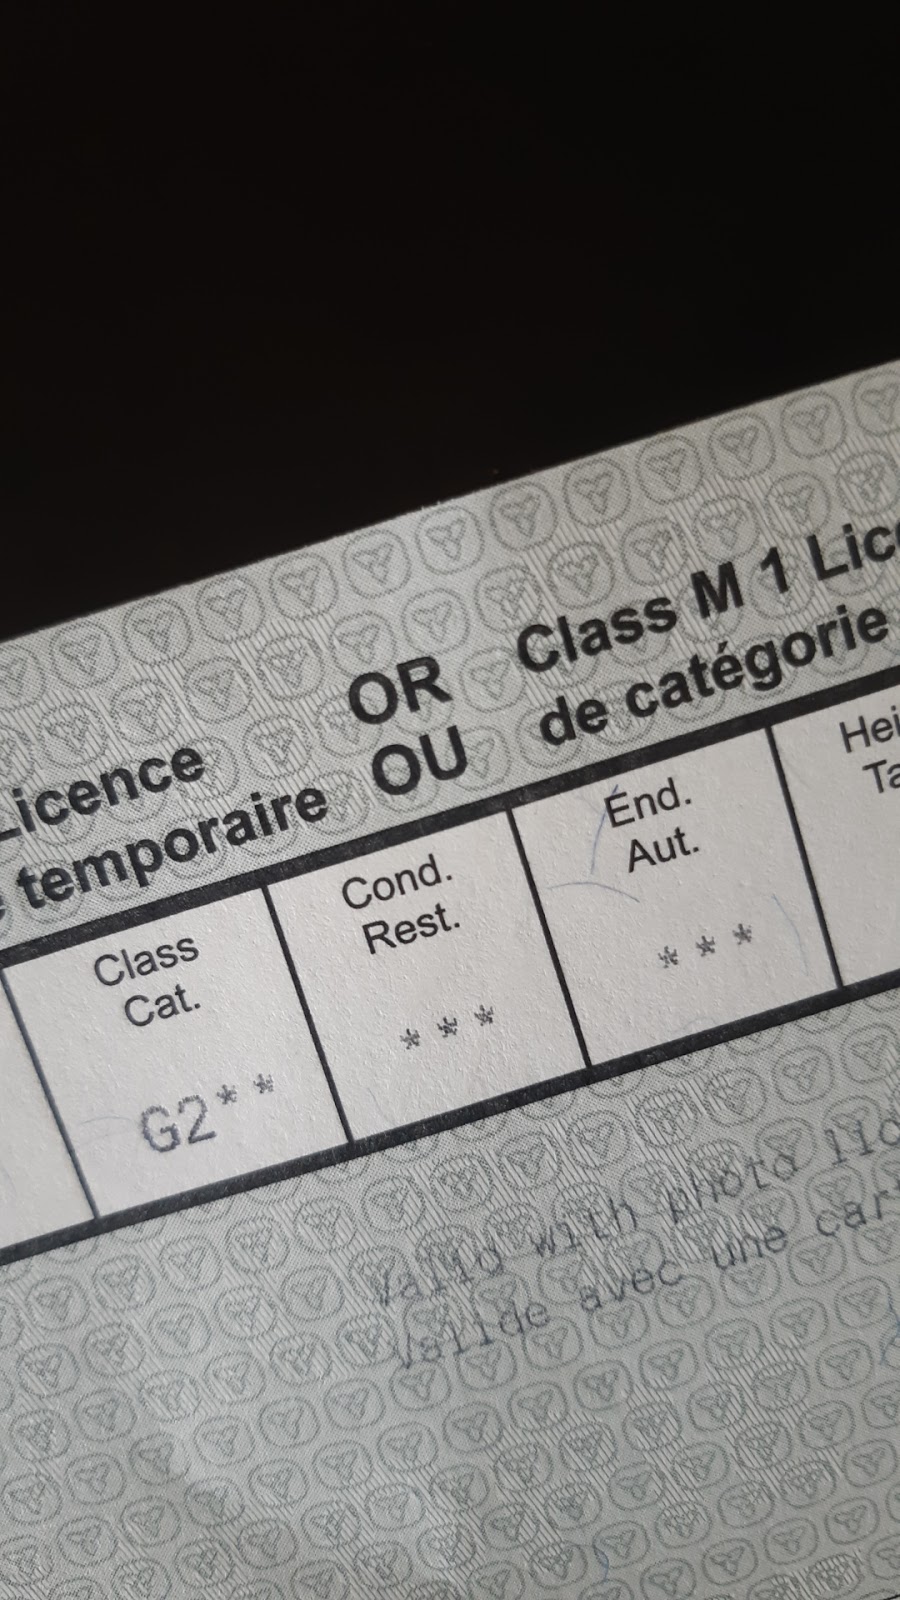 Licence OR Class M 1
temporaire OU de catégorie
Class Cond. End.
Cat. Rest. Aut.
G2** *** ***
Valid with photo
Valide avec une